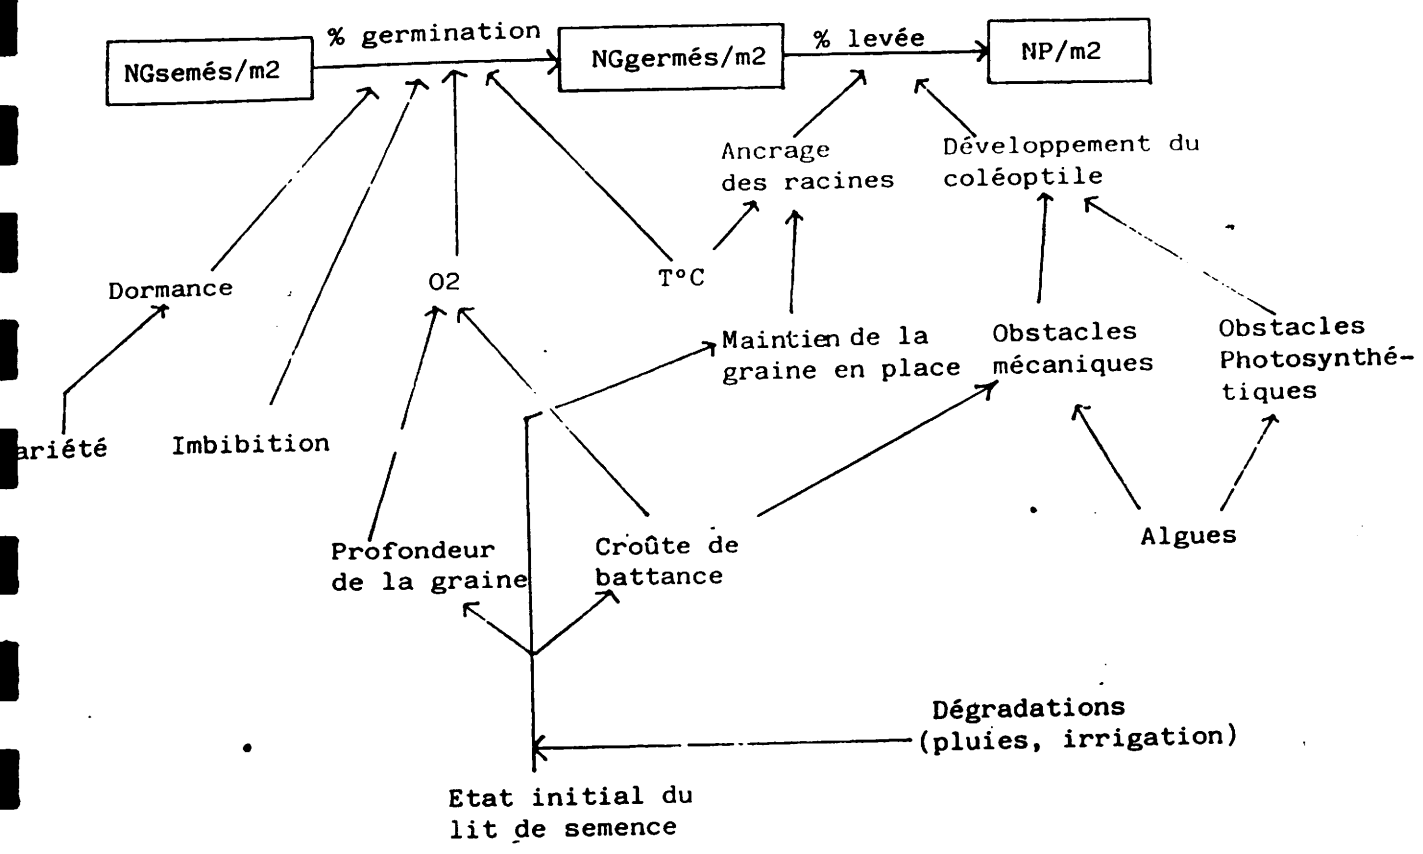 % germination
% levée
NGsemés/m2
NGgermés/m2
NP/m2
Ancrage
des racines
Développement du
coléoptile
Dormance
O2
T°C
Maintien de la
graine en place
Obstacles
mécaniques
Obstacles
Photosynthé-
tiques
ariété
Imbibition
Profondeur
de la graine
Croûte de
battance
Algues
Dégradations
(pluies, irrigation)
Etat initial du
lit de semence